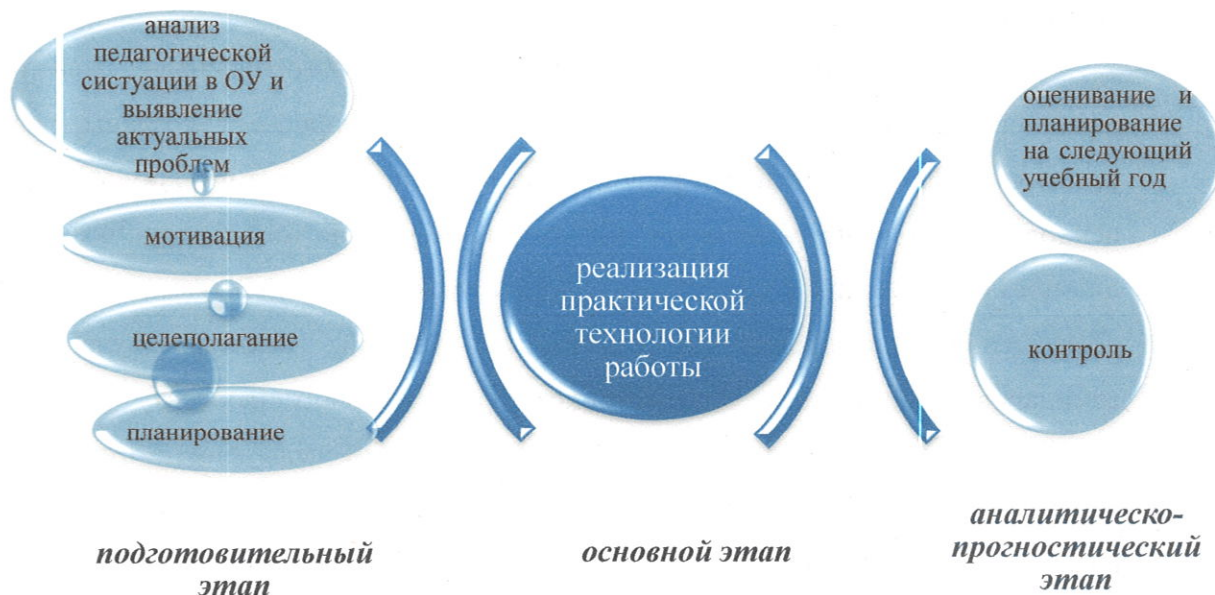 анализ
педагогической
систуации в ОУ и
выявление
актуальных
проблем
мотивация
целеполагание
планирование
реализация
практической
технологии
работы
оценивание и
планирование
на следующий
учебный год
контроль
подготовительный
этап
основной этап
аналитическо-
прогностический
этап